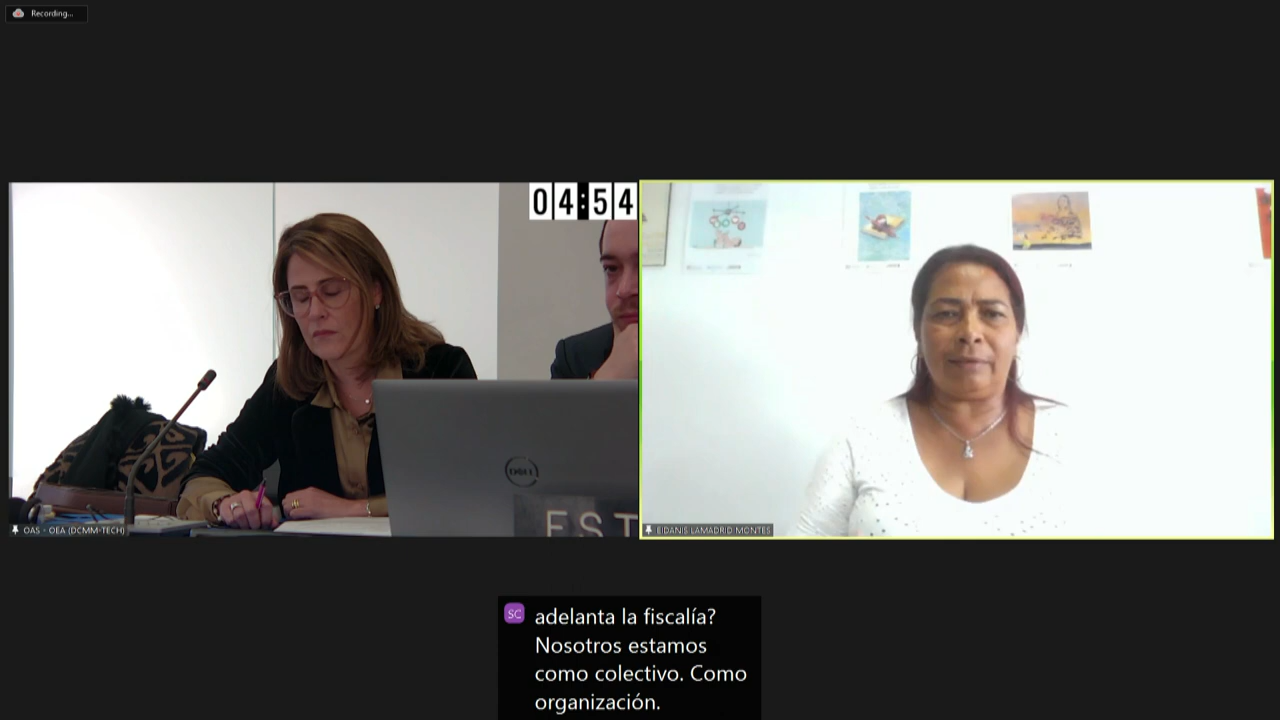 Recording...
04:54
DELL
EST
OAS - OEA (DCMM-TECH)
EIDANIS LAMADRID MONTES
SC
adelanta la fiscalía?
Nosotros estamos
como colectivo. Como
organización.